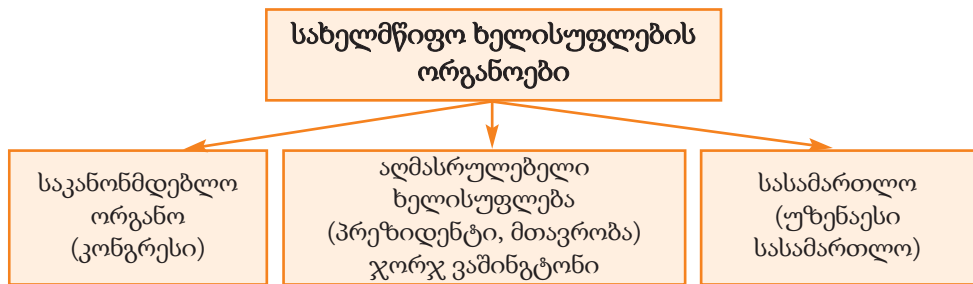 სახელმწიფო ხელისუფლების
ორგანოები
საკანონმდებლო
ორგანო
(კონგრესი)
აღმასრულებელი
ხელისუფლება
(პრეზიდენტი, მთავრობა)
ჯორჯ ვაშინგტონი
სასამართლო
(უზენაესი
სასამართლო)